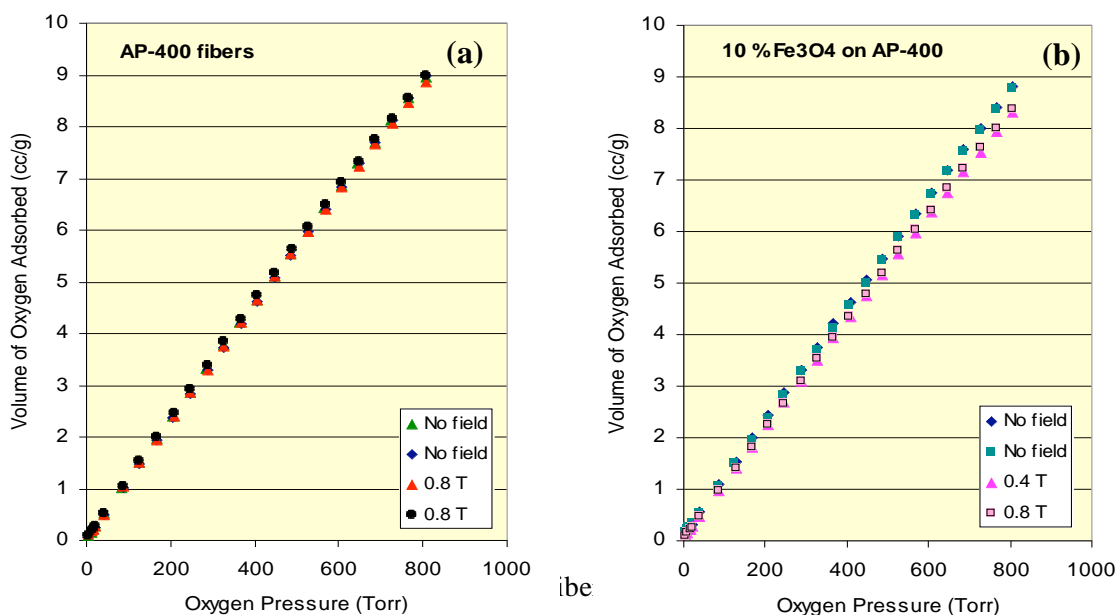 AP-400 fibers
(a)
Volume of Oxygen Adsorbed (cc/g)
10
9
8
7
6
5
4
3
2
1
0
No field
No field
0.8 T
0.8 T
0
200
400
600
800
1000
Oxygen Pressure (Torr)
ibe
10 %Fe3O4 on AP-400
(b)
Volume of Oxygen Adsorbed (cc/g)
10
9
8
7
6
5
4
3
2
1
0
No field
No field
0.4 T
0.8 T
0
200
400
600
800
1000
Oxygen Pressure (Torr)